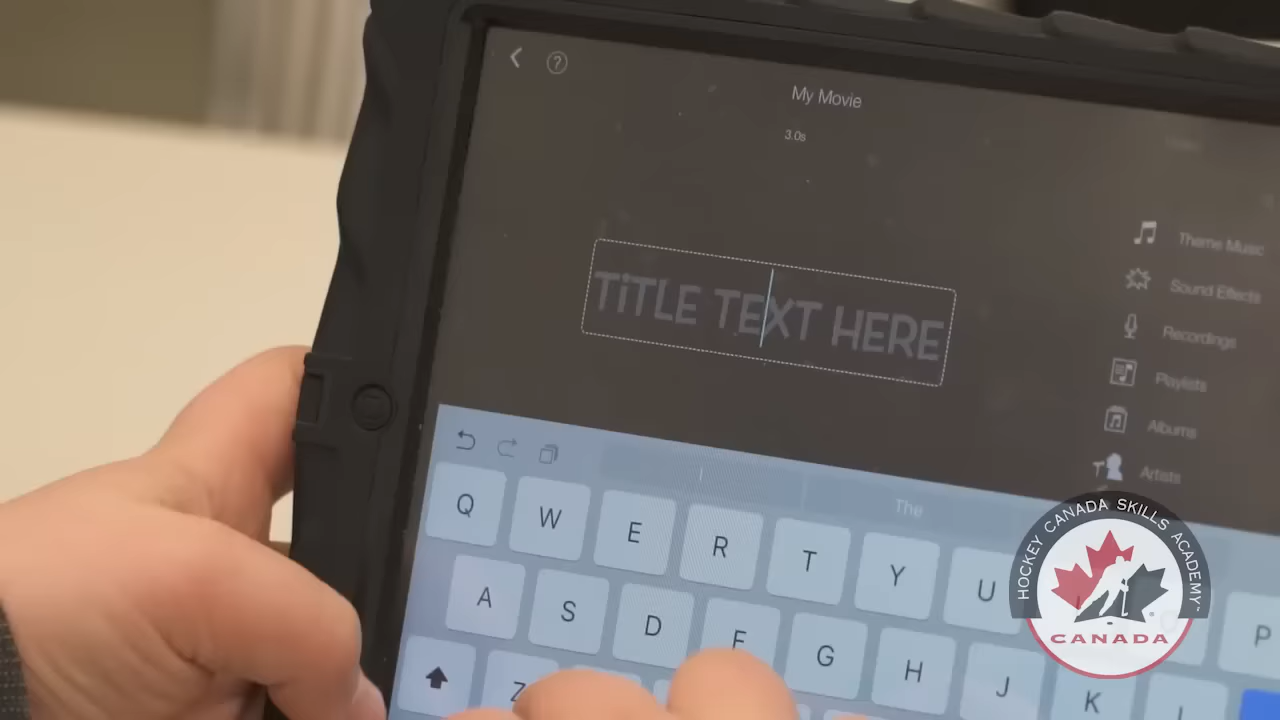 My Movie
3.0s
TiTLE TEXT HERE
Theme Music
Sound Effects
Recordings
Playlists
Albums
Artists
I
The
Q W E R T Y U P
A S D F G H J K L
Z
HOCKEY CANADA SKILLS ACADEMY
CANADA